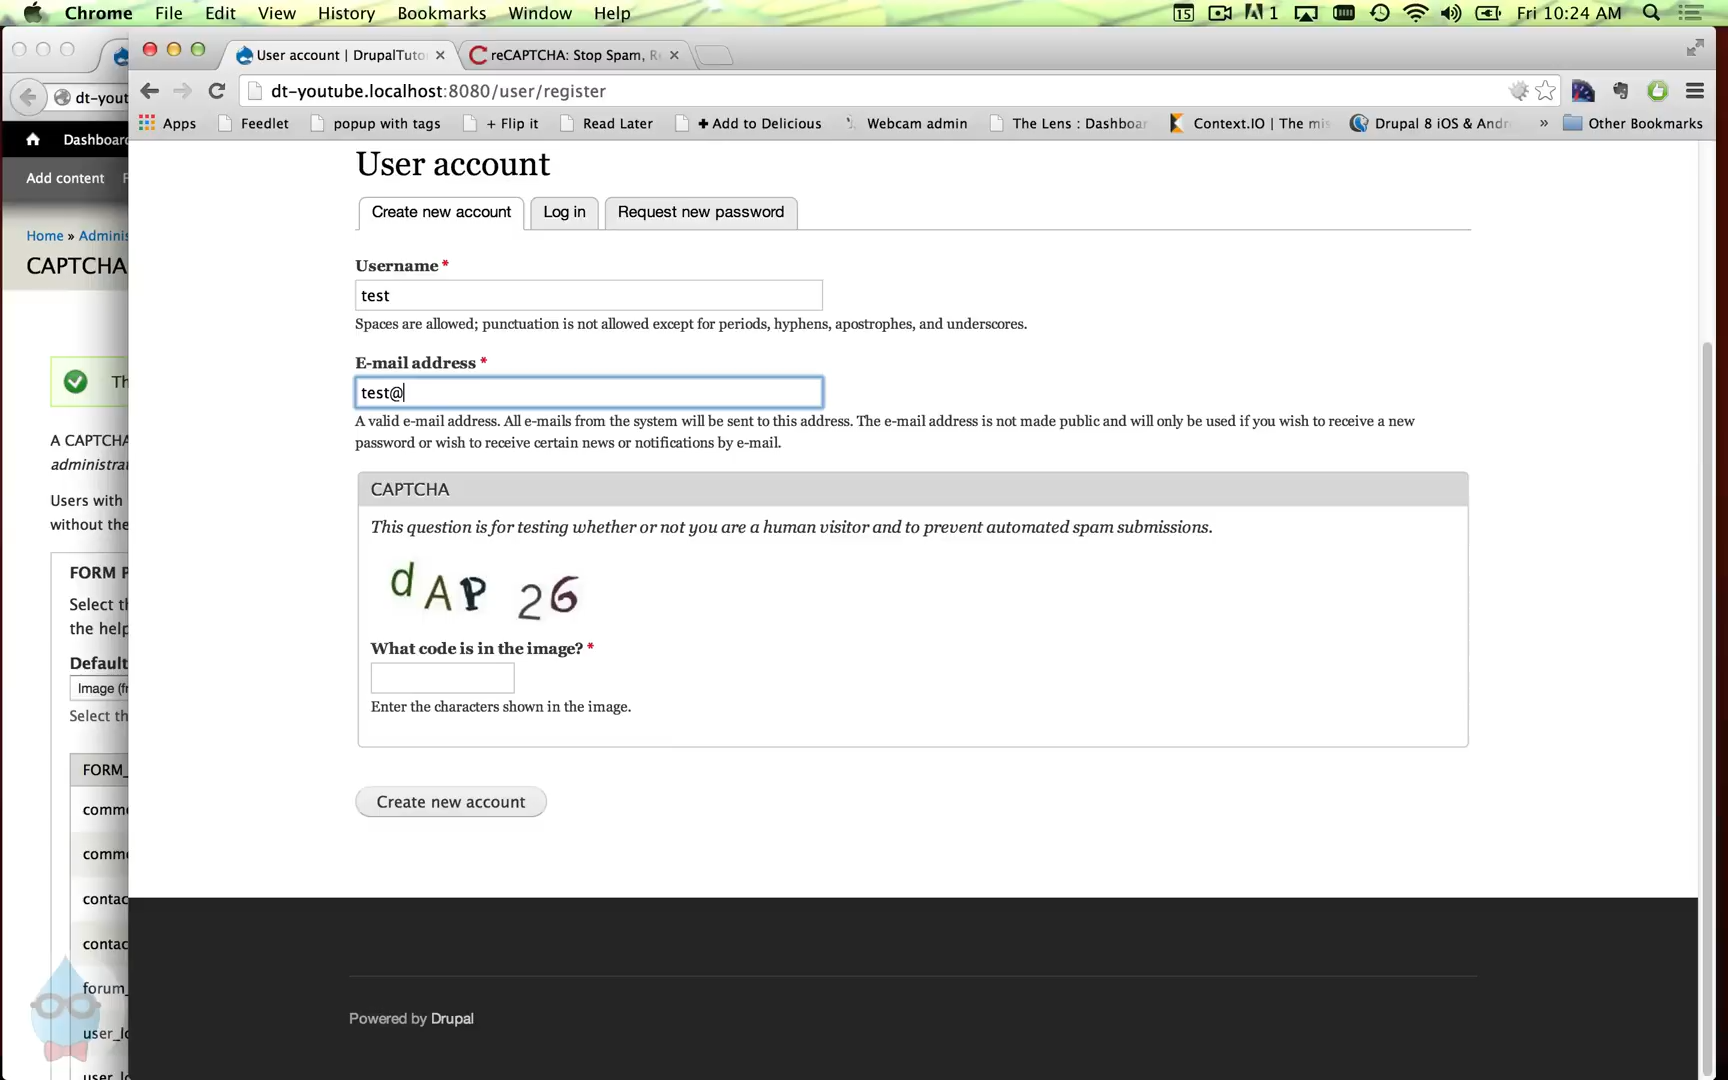 Chrome File Edit View History Bookmarks Window Help 15 1 Fri 10:24 AM
User account | DrupalTuto reCAPTCHA: Stop Spam, R
dt-yout dt-youtube.localhost:8080/user/register
Apps Feedlet popup with tags + Flip it Read Later + Add to Delicious Webcam admin The Lens : Dashboar Context.IO | The mis Drupal 8 iOS & Andr » Other Bookmarks
Dashboar
Add content
Home » Adminis
CAPTCHA
Th
A CAPTCHA
administrat
Users with
without the
FORM P
Select th
the help
Default
Image (fr
Select th
FORM_
comme
comme
contac
contac
forum_
user_lo
user_lo
User account
Create new account Log in Request new password
Username *
test
Spaces are allowed; punctuation is not allowed except for periods, hyphens, apostrophes, and underscores.
E-mail address *
test@
A valid e-mail address. All e-mails from the system will be sent to this address. The e-mail address is not made public and will only be used if you wish to receive a new
password or wish to receive certain news or notifications by e-mail.
CAPTCHA
This question is for testing whether or not you are a human visitor and to prevent automated spam submissions.
dAP 26
What code is in the image? *
Enter the characters shown in the image.
Create new account
Powered by Drupal